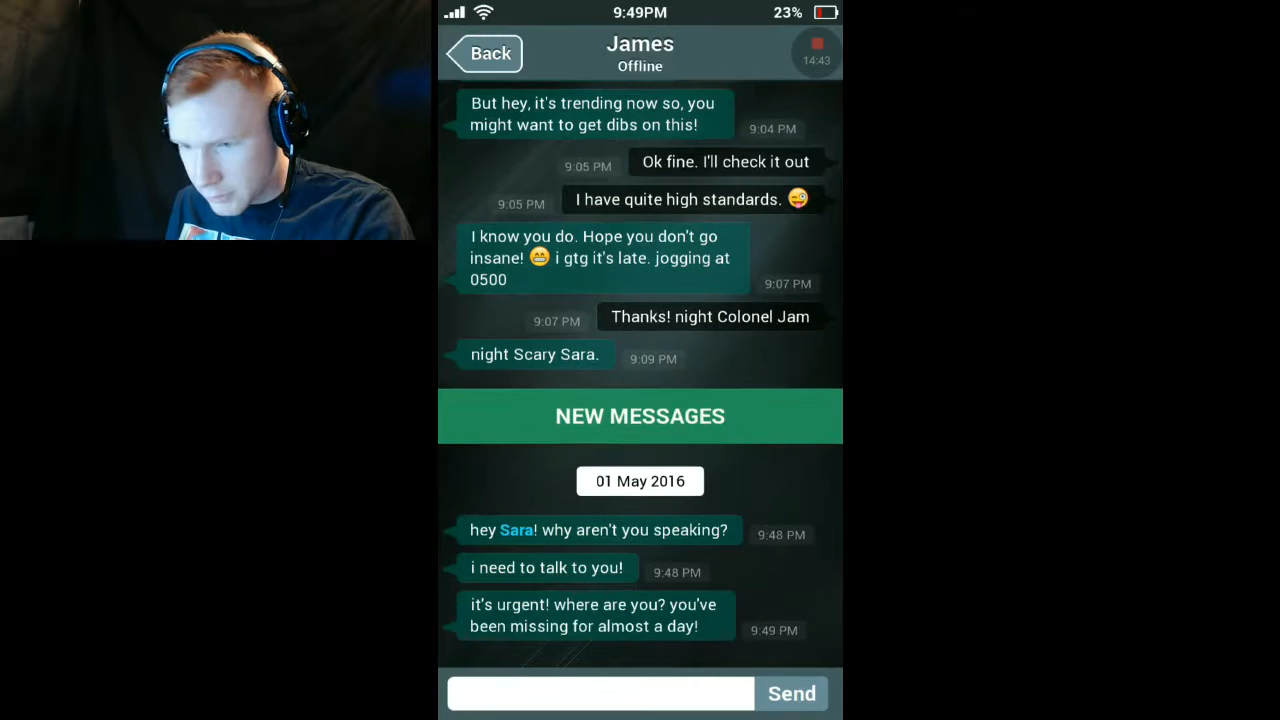 9:49PM
23%
Back
James
Offline
14:43
But hey, it's trending now so, you
might want to get dibs on this!
9:04 PM
9:05 PM
Ok fine. I'll check it out
9:05 PM
I have quite high standards. 😜
I know you do. Hope you don't go
insane! 😁 i gtg it's late. jogging at
0500
9:07 PM
9:07 PM
Thanks! night Colonel Jam
night Scary Sara.
9:09 PM
NEW MESSAGES
01 May 2016
hey Sara! why aren't you speaking?
9:48 PM
i need to talk to you!
9:48 PM
it's urgent! where are you? you've
been missing for almost a day!
9:49 PM
Send